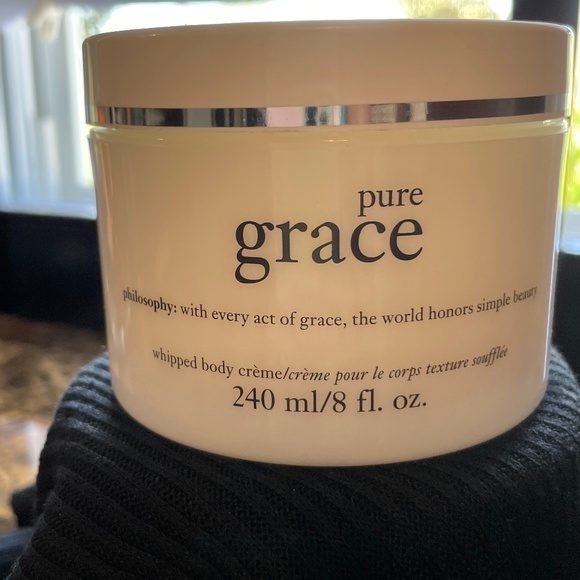 pure
grace
philosophy: with every act of grace, the world honors simple beauty
whipped body crème/crème pour le corps texture soufflée
240 ml/8 fl. oz.